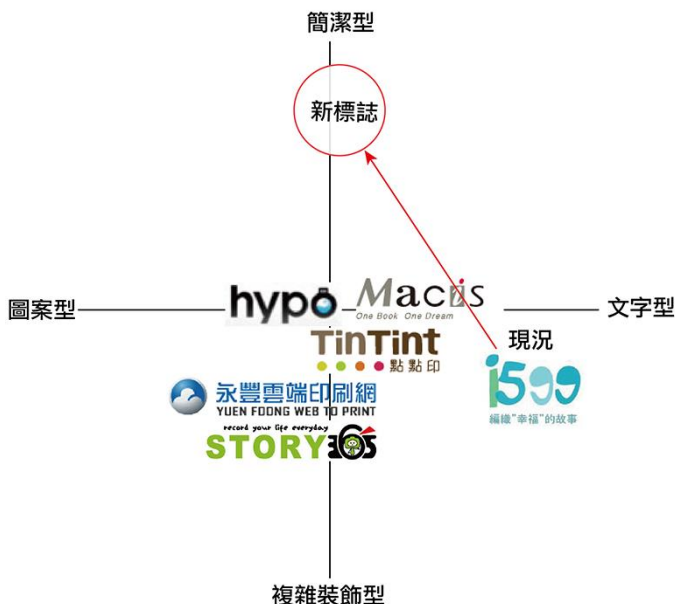 簡潔型
新標誌
圖案型
hypo
Macis
One Book One Dream
文字型
TinTint
點點印
現況
i599
編織"幸福"的故事
永豐雲端印刷網
YUEN FOONG WEB TO PRINT
record your life everyday
STORY365
複雜裝飾型